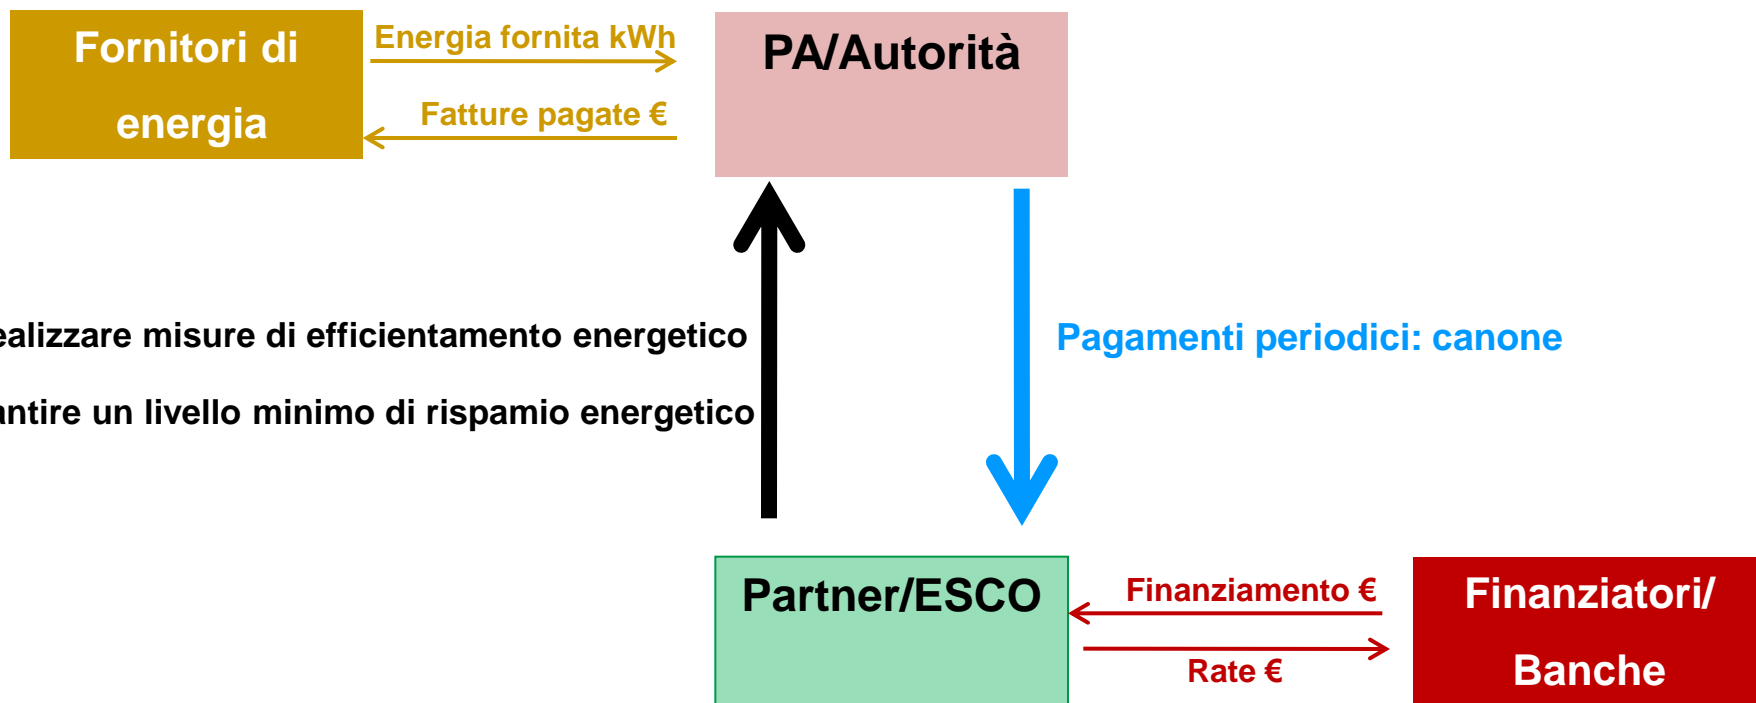 Fornitori di
energia
Energia fornita kWh
Fatture pagate €
PA/Autorità
ealizzare misure di efficientamento energetico
antire un livello minimo di rispamio energetico
Pagamenti periodici: canone
Partner/ESCO
Finanziamento €
Rate €
Finanziatori/
Banche